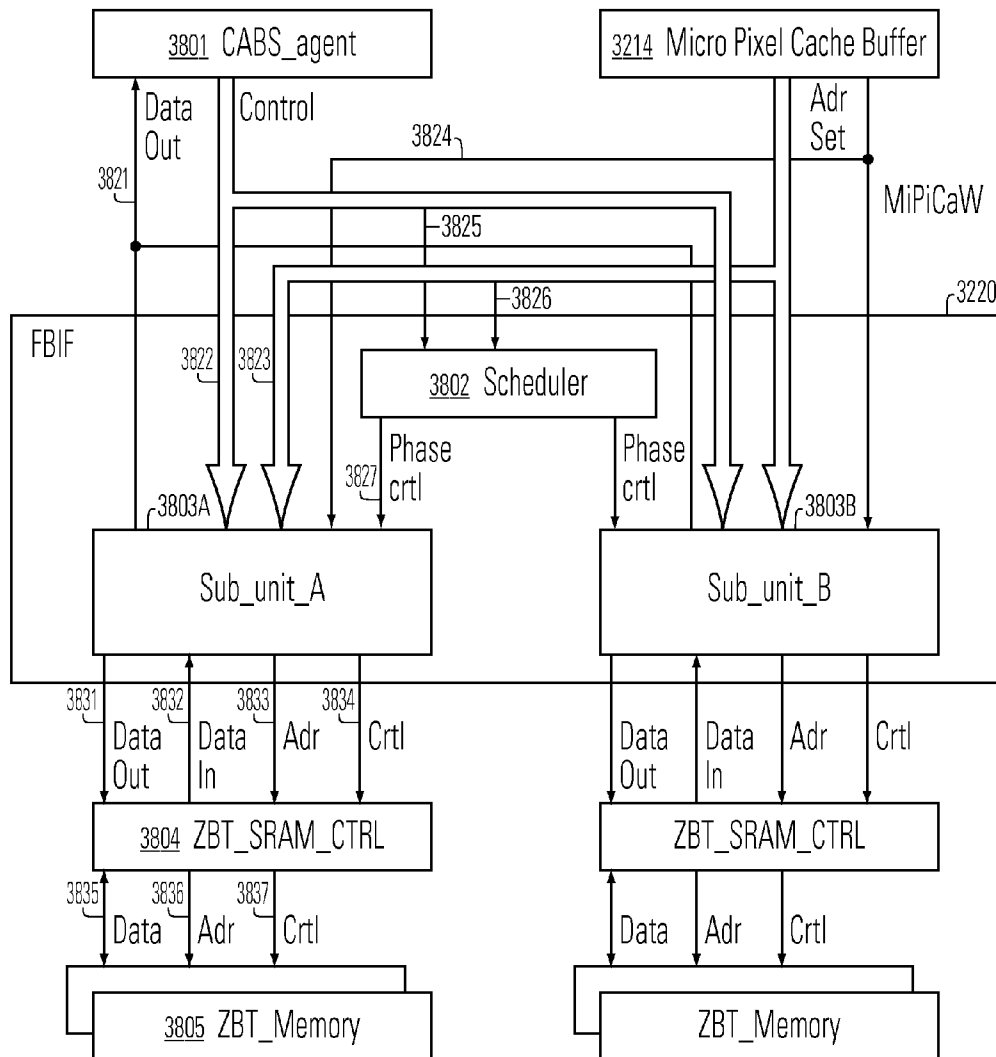 3801 CABS_agent
3214 Micro Pixel Cache Buffer
Data
Out
Control
3824
Adr
Set
3821
MiPiCaW
3825
3826
3220
FBIF
3822
3823
3802 Scheduler
Phase
crtl
3827
Phase
crtl
3803A
3803B
Sub_unit_A
Sub_unit_B
3831
3832
3833
3834
Data
Out
Data
In
Adr
Crtl
Data
Out
Data
In
Adr
Crtl
3804 ZBT_SRAM_CTRL
ZBT_SRAM_CTRL
3835
3836
3837
Data
Adr
Crtl
Data
Adr
Crtl
3805 ZBT_Memory
ZBT_Memory